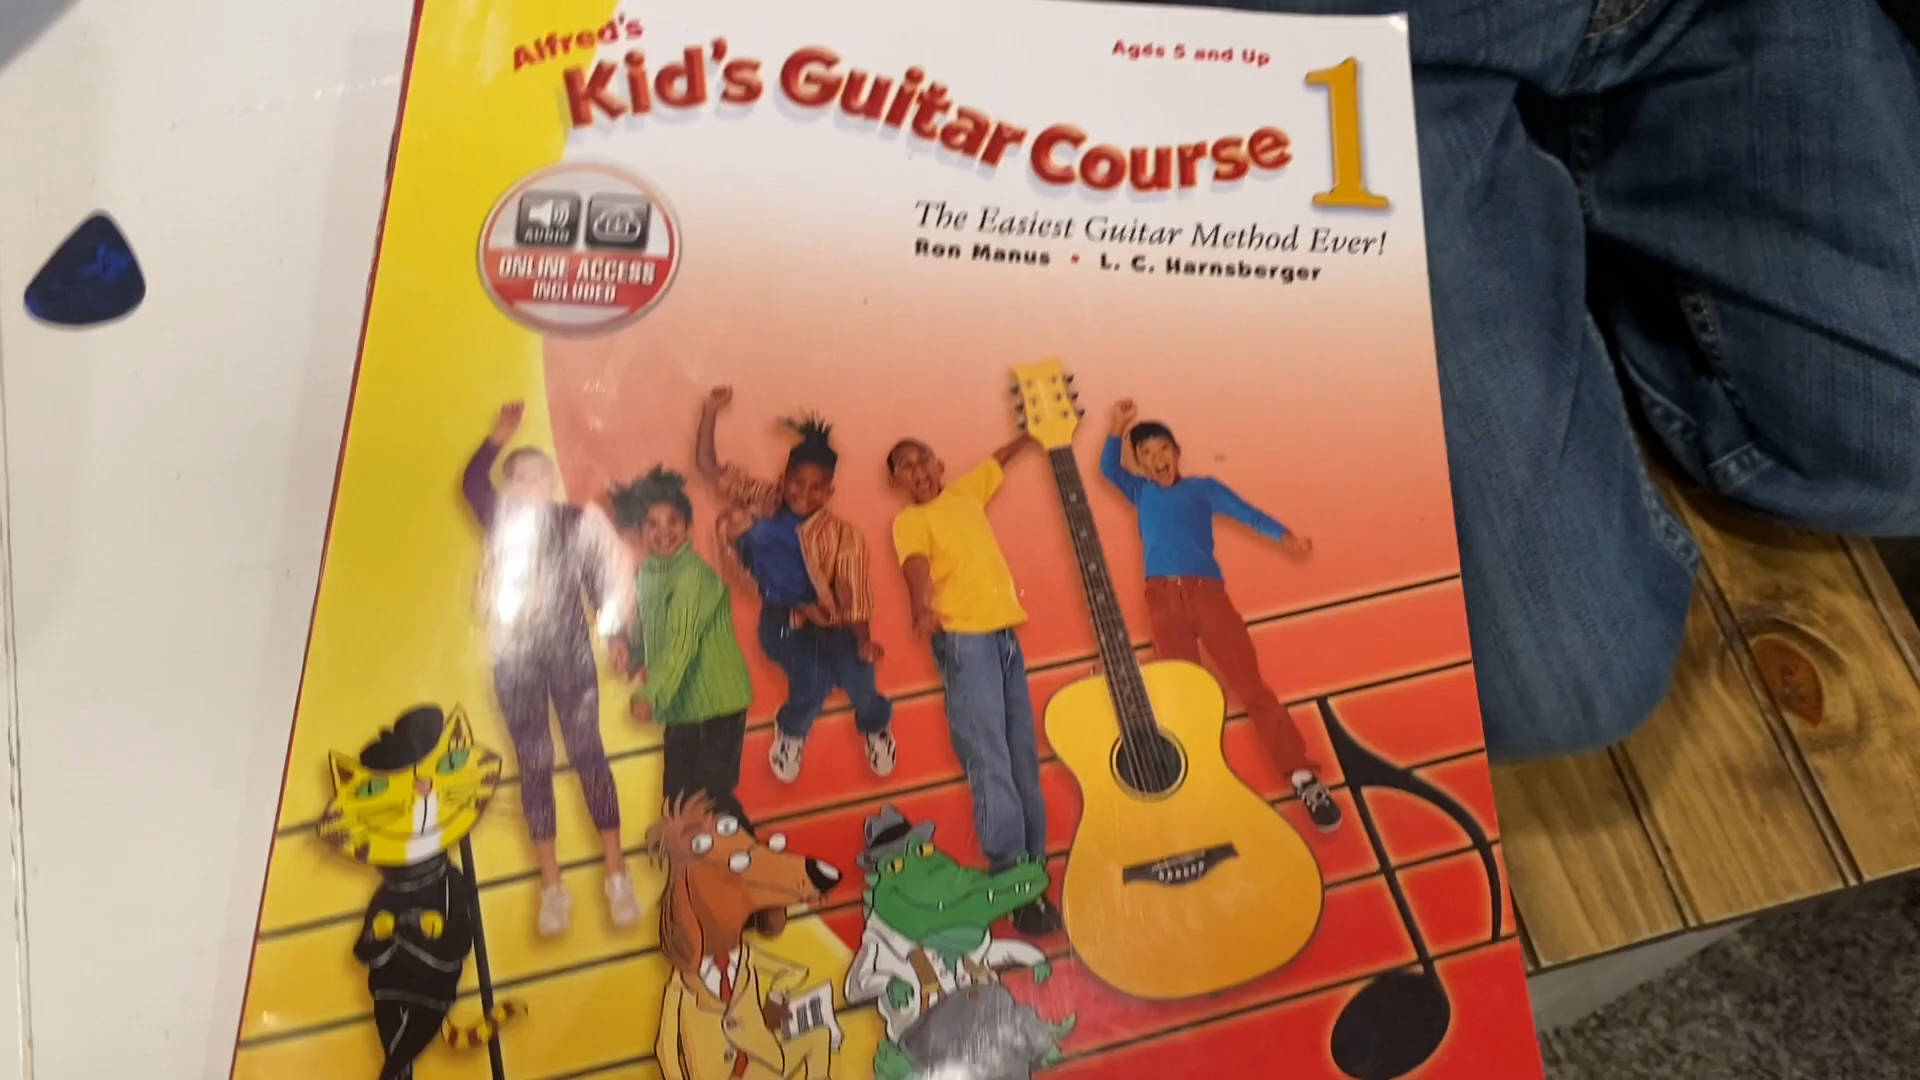 Alfred's
Ages 5 and Up
Kid's Guitar Course 1
The Easiest Guitar Method Ever!
Ron Manus • L. C. Harnsberger
AUDIO
ONLINE ACCESS
INCLUDED